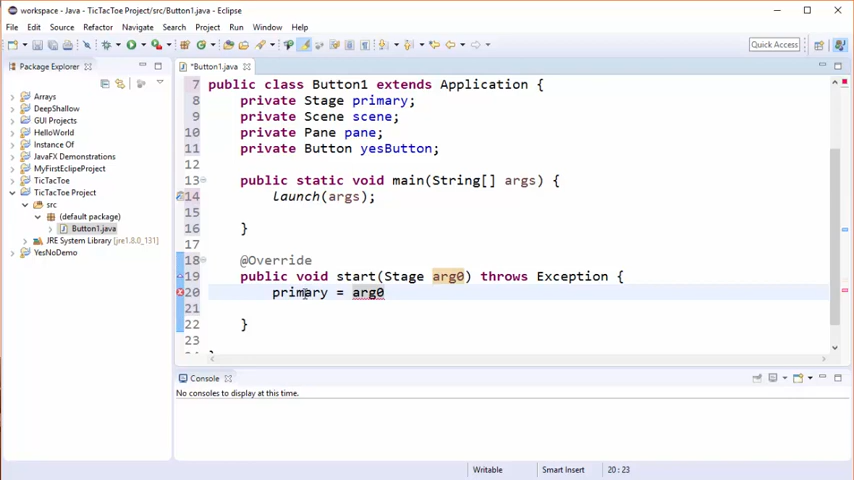 workspace - Java - TicTacToe Project/src/Button1.java - Eclipse
File Edit Source Refactor Navigate Search Project Run Window Help
Quick Access
Package Explorer
*Button1.java
Arrays
DeepShallow
GUI Projects
HelloWorld
Instance Of
JavaFX Demonstrations
MyFirstEclipeProject
TicTacToe
TicTacToe Project
src
(default package)
Button1.java
JRE System Library [jre1.8.0_131]
YesNoDemo
7 public class Button1 extends Application {
8 private Stage primary;
9 private Scene scene;
10 private Pane pane;
11 private Button yesButton;
12
13 public static void main(String[] args) {
14 launch(args);
15
16 }
17
18 @Override
19 public void start(Stage arg0) throws Exception {
20 primary = arg0
21
22 }
23
24 }
Console
No consoles to display at this time.
Writable Smart Insert 20 : 23